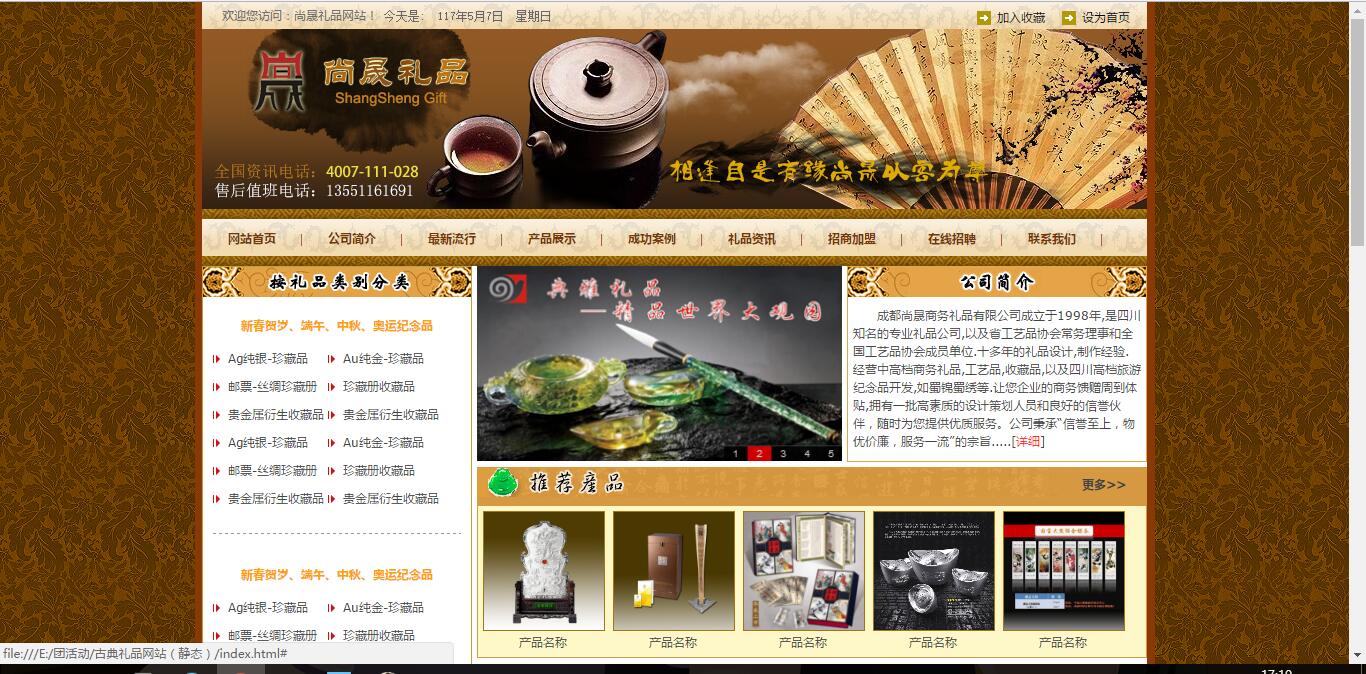 欢迎您访问：尚晟礼品网站！ 今天是： 117年5月7日 星期日
加入收藏 设为首页
尚晟礼品
ShangSheng Gift
全国资讯电话：4007-111-028
售后值班电话：13551161691
相逢自是有缘尚晟以客为尊
网站首页 | 公司简介 | 最新流行 | 产品展示 | 成功案例 | 礼品资讯 | 招商加盟 | 在线招聘 | 联系我们 |
按礼品类别分类
新春贺岁、端午、中秋、奥运纪念品
Ag纯银-珍藏品 Au纯金-珍藏品
邮票-丝绸珍藏册 珍藏册收藏品
贵金属衍生收藏品 贵金属衍生收藏品
Ag纯银-珍藏品 Au纯金-珍藏品
邮票-丝绸珍藏册 珍藏册收藏品
贵金属衍生收藏品 贵金属衍生收藏品
新春贺岁、端午、中秋、奥运纪念品
Ag纯银-珍藏品 Au纯金-珍藏品
邮票-丝绸珍藏册 珍藏册收藏品
典雅礼品
—精品世界大观园
1 2 3 4 5
公司简介
成都尚晟商务礼品有限公司成立于1998年,是四川
知名的专业礼品公司,以及省工艺品协会常务理事和全
国工艺品协会成员单位.十多年的礼品设计,制作经验.
经营中高档商务礼品,工艺品,收藏品,以及四川高档旅游
纪念品开发,如蜀锦蜀绣等.让您企业的商务馈赠周到体
贴,拥有一批高素质的设计策划人员和良好的信誉伙
伴，随时为您提供优质服务。公司秉承“信誉至上，物
优价廉，服务一流”的宗旨.....[详细]
推荐産品
更多>>
产品名称 产品名称 产品名称 产品名称 产品名称
file:///E:/团活动/古典礼品网站（静态）/index.html#